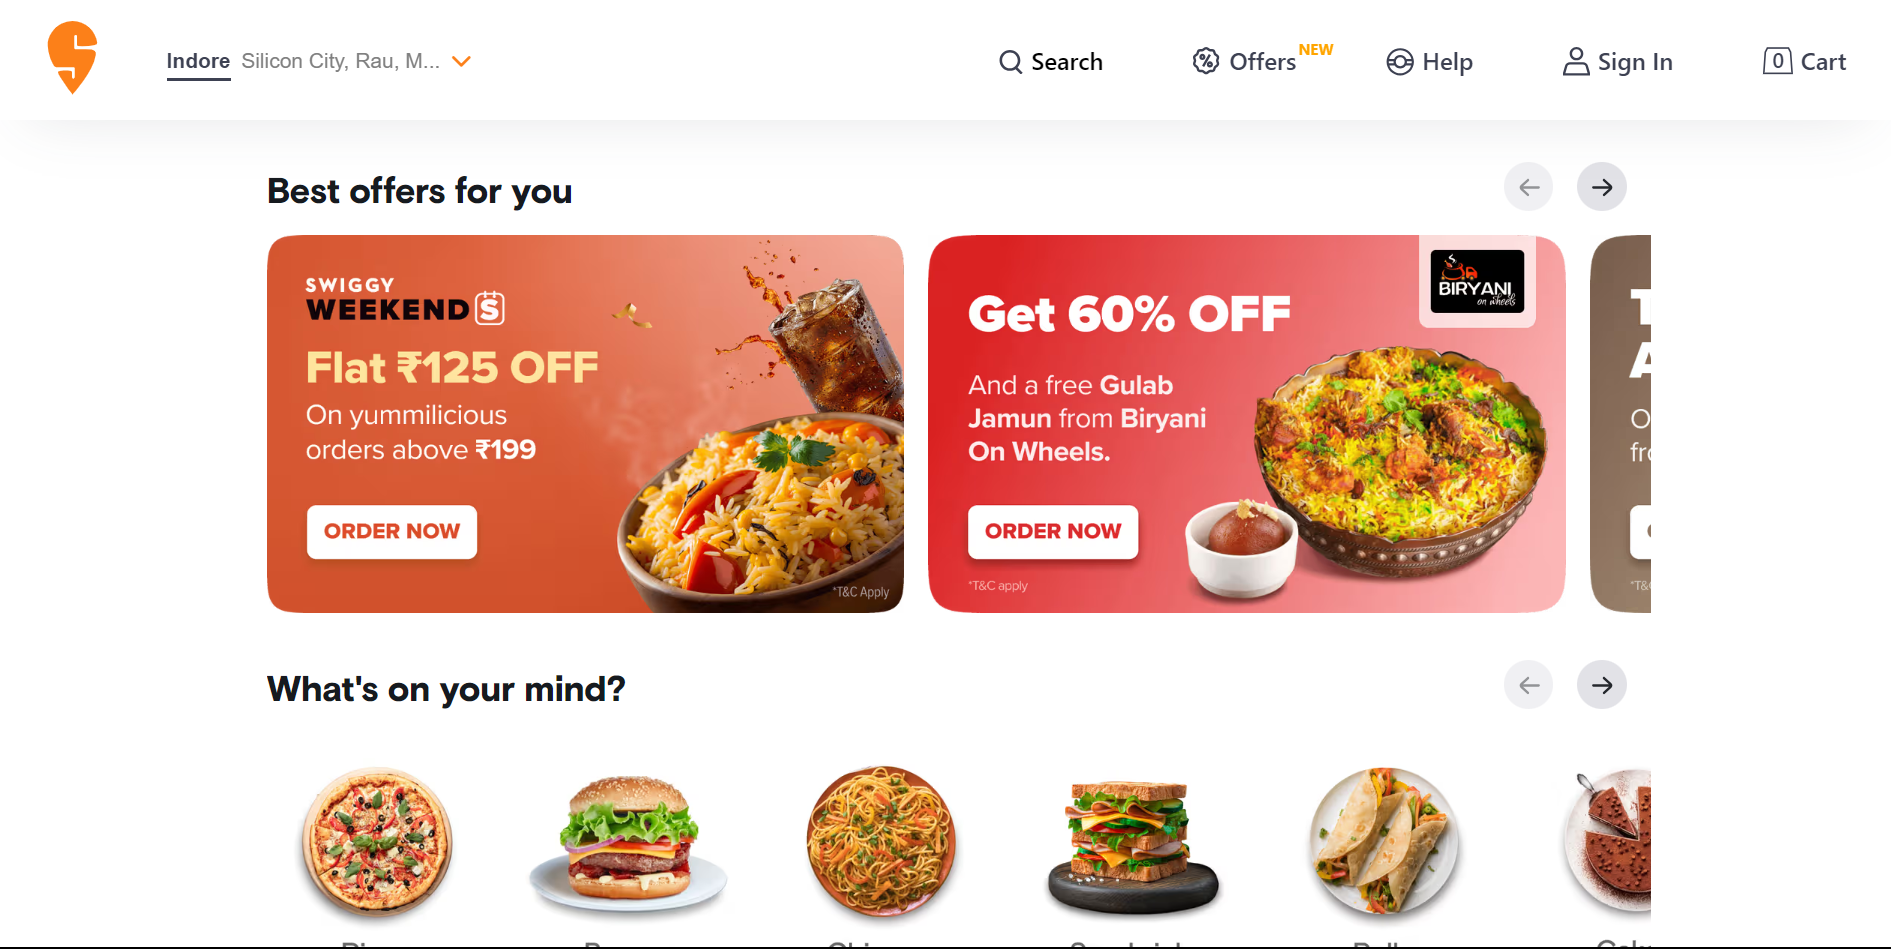 Indore Silicon City, Rau, M...
Search
Offers NEW
Help
Sign In
0 Cart
Best offers for you
SWIGGY
WEEKEND S
Flat ₹125 OFF
On yummilicious
orders above ₹199
ORDER NOW
*T&C Apply
BIRYANI
on wheels
Get 60% OFF
And a free Gulab
Jamun from Biryani
On Wheels.
ORDER NOW
*T&C apply
What's on your mind?